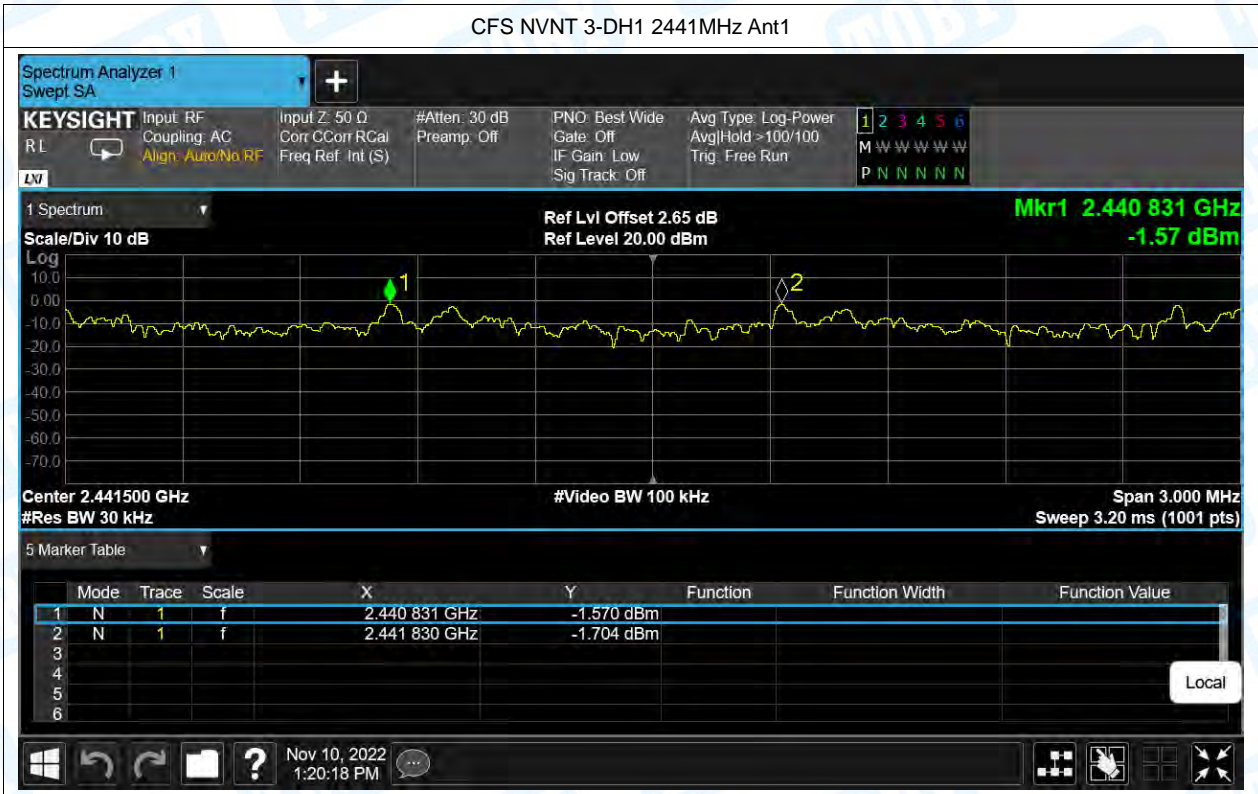 CFS NVNT 3-DH1 2441MHz Ant1
Spectrum Analyzer 1
Swept SA
+
KEYSIGHT Input: RF Input Z: 50 Ω #Atten: 30 dB PNO: Best Wide Avg Type: Log-Power 1 2 3 4 5 6
RL Coupling: AC Corr CCorr RCal Preamp: Off Gate: Off Avg|Hold:>100/100 M W W W W W
Align: Auto/No RF Freq Ref: Int (S) IF Gain: Low Trig: Free Run
LXI Sig Track: Off P N N N N N
1 Spectrum Ref Lvl Offset 2.65 dB Mkr1 2.440 831 GHz
Scale/Div 10 dB Ref Level 20.00 dBm -1.57 dBm
Log
10.0
0.00
-10.0
-20.0
-30.0
-40.0
-50.0
-60.0
-70.0
1
2
Center 2.441500 GHz #Video BW 100 kHz Span 3.000 MHz
#Res BW 30 kHz Sweep 3.20 ms (1001 pts)
5 Marker Table
Mode Trace Scale X Y Function Function Width Function Value
1 N 1 f 2.440 831 GHz -1.570 dBm
2 N 1 f 2.441 830 GHz -1.704 dBm
3
4
5
6
Local
? Nov 10, 2022
1:20:18 PM